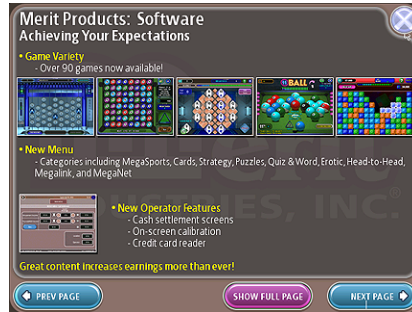 Merit Products: Software
Achieving Your Expectations
• Game Variety
- Over 90 games now available!
BALL
• New Menu
- Categories including MegaSports, Cards, Strategy, Puzzles, Quiz & Word, Erotic, Head-to-Head,
Megalink, and MegaNet
• New Operator Features
- Cash settlement screens
- On-screen calibration
- Credit card reader
INDUSTRIES, INC.
Great content increases earnings more than ever!
PREV PAGE
SHOW FULL PAGE
NEXT PAGE